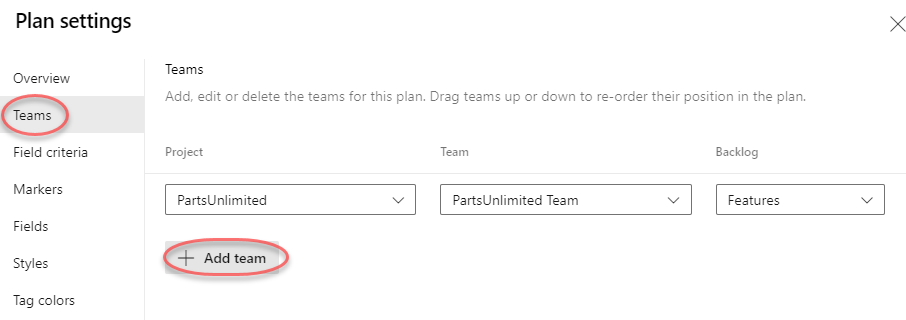 Plan settings
Overview
Teams
Field criteria
Markers
Fields
Styles
Tag colors
Teams
Add, edit or delete the teams for this plan. Drag teams up or down to re-order their position in the plan.
Project Team Backlog
PartsUnlimited PartsUnlimited Team Features
Add team